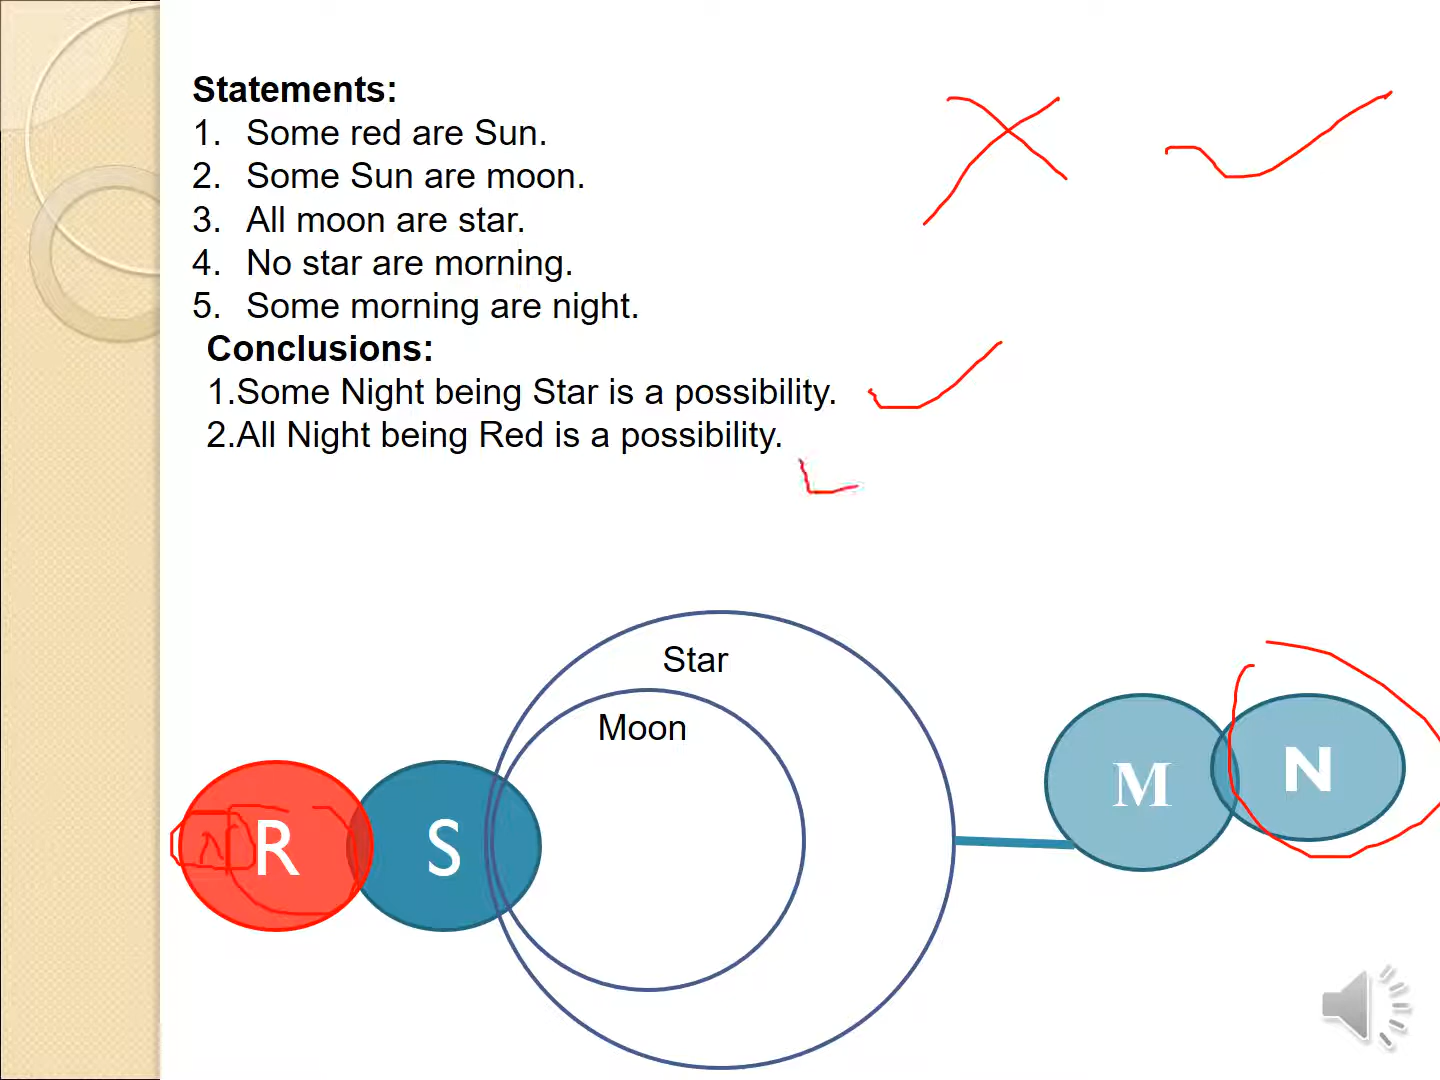 Statements:
1. Some red are Sun.
2. Some Sun are moon.
3. All moon are star.
4. No star are morning.
5. Some morning are night.
Conclusions:
1.Some Night being Star is a possibility.
2.All Night being Red is a possibility.
Star
Moon
R
S
M
N
N